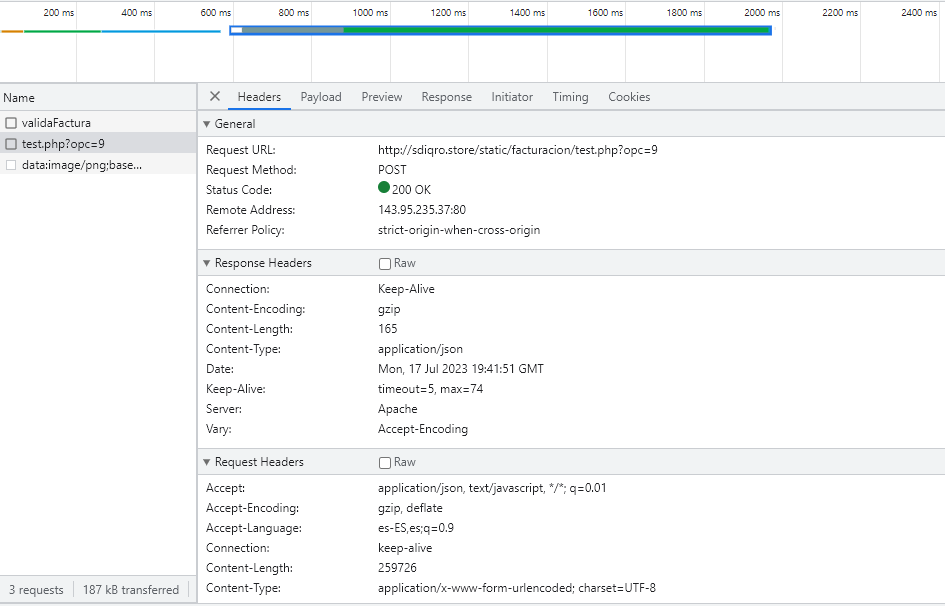 200 ms 400 ms 600 ms 800 ms 1000 ms 1200 ms 1400 ms 1600 ms 1800 ms 2000 ms 2200 ms 2400 ms
Name
validaFactura
test.php?opc=9
data:image/png;base...
3 requests 187 kB transferred
Headers Payload Preview Response Initiator Timing Cookies
General
Request URL: http://sdiqro.store/static/facturacion/test.php?opc=9
Request Method: POST
Status Code: 200 OK
Remote Address: 143.95.235.37:80
Referrer Policy: strict-origin-when-cross-origin
Response Headers Raw
Connection: Keep-Alive
Content-Encoding: gzip
Content-Length: 165
Content-Type: application/json
Date: Mon, 17 Jul 2023 19:41:51 GMT
Keep-Alive: timeout=5, max=74
Server: Apache
Vary: Accept-Encoding
Request Headers Raw
Accept: application/json, text/javascript, */*; q=0.01
Accept-Encoding: gzip, deflate
Accept-Language: es-ES,es;q=0.9
Connection: keep-alive
Content-Length: 259726
Content-Type: application/x-www-form-urlencoded; charset=UTF-8